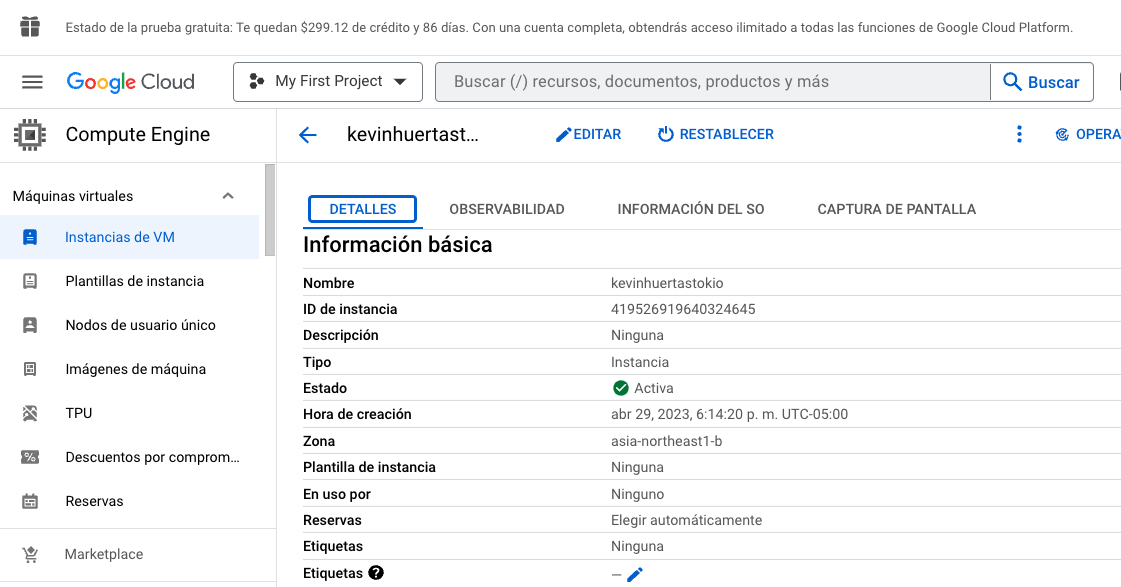 Estado de la prueba gratuita: Te quedan $299.12 de crédito y 86 días. Con una cuenta completa, obtendrás acceso ilimitado a todas las funciones de Google Cloud Platform.
Google Cloud
My First Project
Buscar (/) recursos, documentos, productos y más
Buscar
Compute Engine
kevinhuertast...
EDITAR
RESTABLECER
OPERA
Máquinas virtuales
Instancias de VM
Plantillas de instancia
Nodos de usuario único
Imágenes de máquina
TPU
Descuentos por comprom...
Reservas
Marketplace
DETALLES
OBSERVABILIDAD
INFORMACIÓN DEL SO
CAPTURA DE PANTALLA
Información básica
Nombre kevinhuertastokio
ID de instancia 419526919640324645
Descripción Ninguna
Tipo Instancia
Estado Activa
Hora de creación abr 29, 2023, 6:14:20 p. m. UTC-05:00
Zona asia-northeast1-b
Plantilla de instancia Ninguna
En uso por Ninguno
Reservas Elegir automáticamente
Etiquetas Ninguna
Etiquetas —